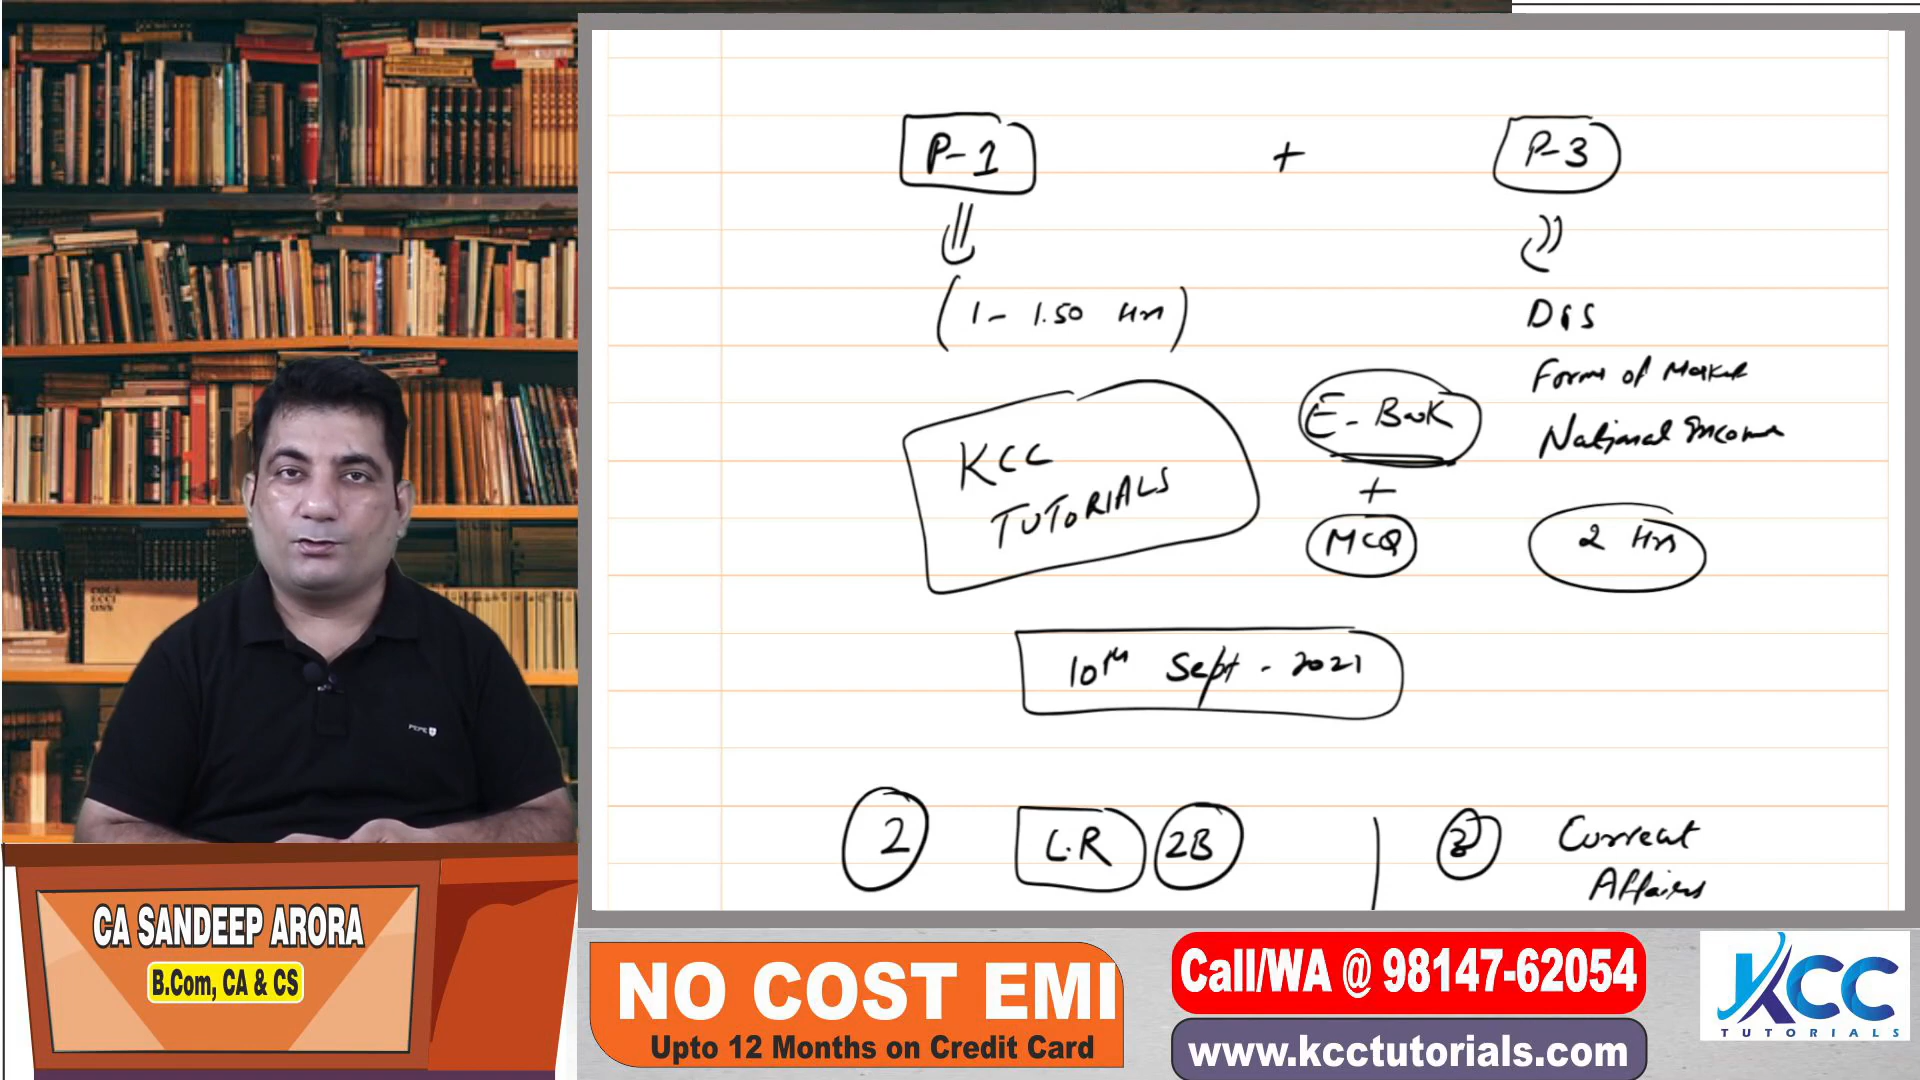 P-1 + P-3
(1 - 1.50 Hrs)
D & S
Forms of Market
National Income
E-Book
+
MCQ
2 Hrs
KCC
TUTORIALS
10th Sept - 2021
2 L.R 2B
3 Current
Affairs
CA SANDEEP ARORA
B.Com, CA & CS
NO COST EMI
Upto 12 Months on Credit Card
Call/WA @ 98147-62054
www.kcctutorials.com
KCC
TUTORIALS